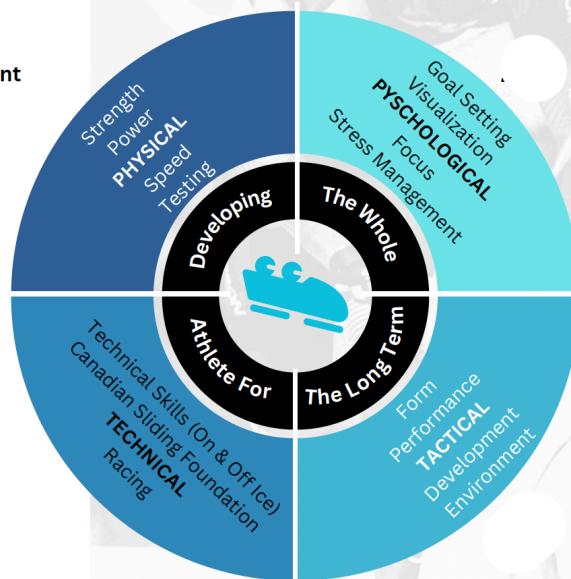 nt
Strength
Power
PHYSICAL
Speed
Testing
Goal Setting
Visualization
PYSCHOLOGICAL
Focus
Stress Management
Developing
The Whole
Athlete For
The Long Term
Technical Skills (On & Off Ice)
Canadian Sliding Foundation
TECHNICAL
Racing
Form
Performance
TACTICAL
Development
Environment